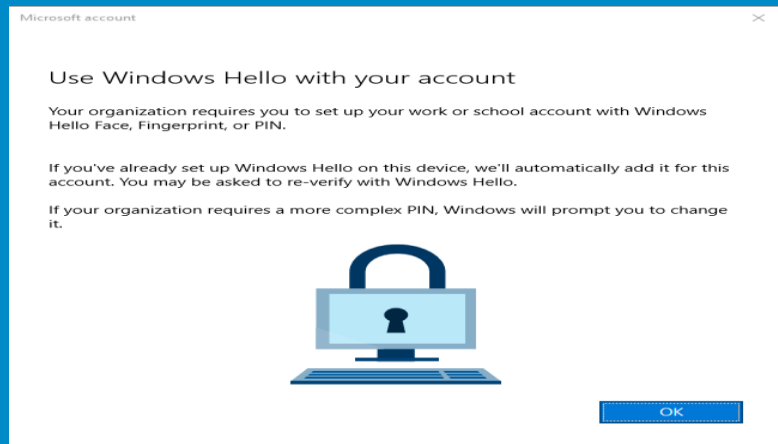 Microsoft account
Use Windows Hello with your account
Your organization requires you to set up your work or school account with Windows
Hello Face, Fingerprint, or PIN.
If you've already set up Windows Hello on this device, we'll automatically add it for this
account. You may be asked to re-verify with Windows Hello.
If your organization requires a more complex PIN, Windows will prompt you to change
it.
OK